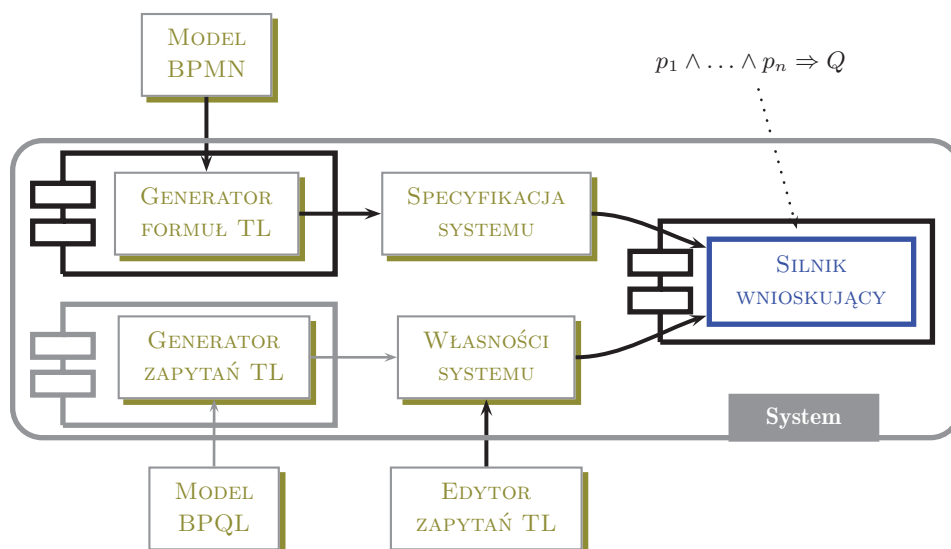 Model
BPMN
p₁ ∧ … ∧ pₙ ⇒ Q
Generator
formuł TL
Specyfikacja
systemu
Silnik
wnioskujący
Generator
zapytań TL
Własności
systemu
System
Model
BPQL
Edytor
zapytań TL